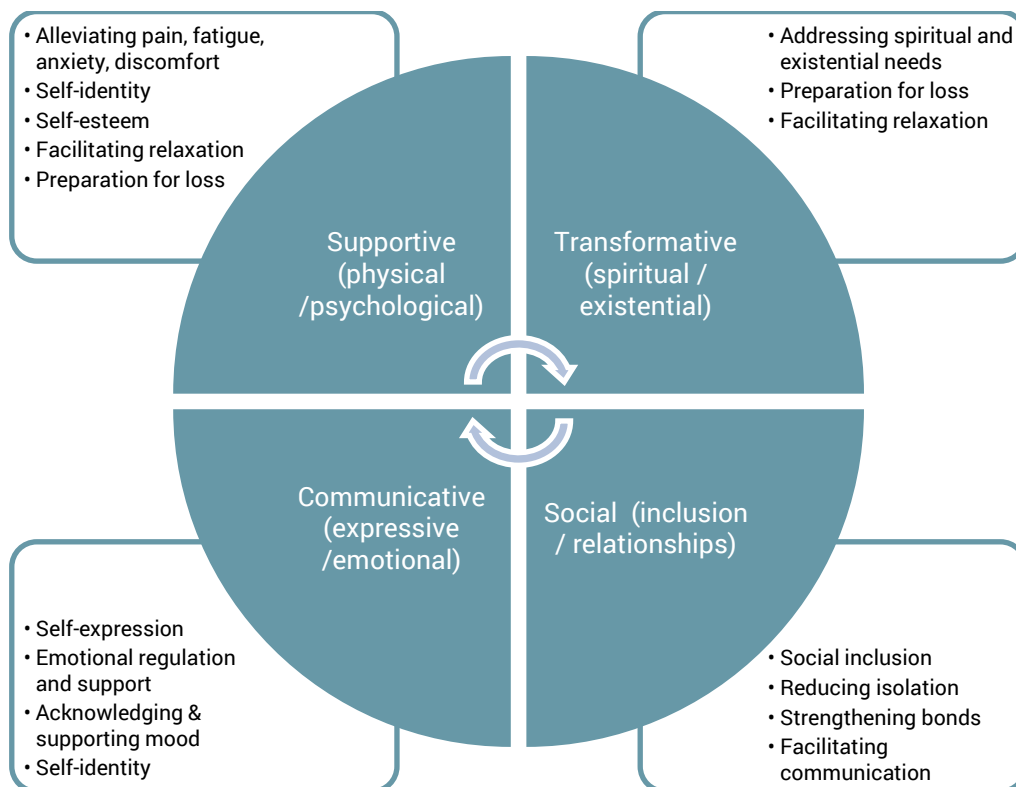 • Alleviating pain, fatigue,
anxiety, discomfort
• Self-identity
• Self-esteem
• Facilitating relaxation
• Preparation for loss
• Addressing spiritual and
existential needs
• Preparation for loss
• Facilitating relaxation
Supportive
(physical
/psychological)
Transformative
(spiritual /
existential)
Communicative
(expressive
/emotional)
Social (inclusion
/ relationships)
• Self-expression
• Emotional regulation
and support
• Acknowledging &
supporting mood
• Self-identity
• Social inclusion
• Reducing isolation
• Strengthening bonds
• Facilitating
communication